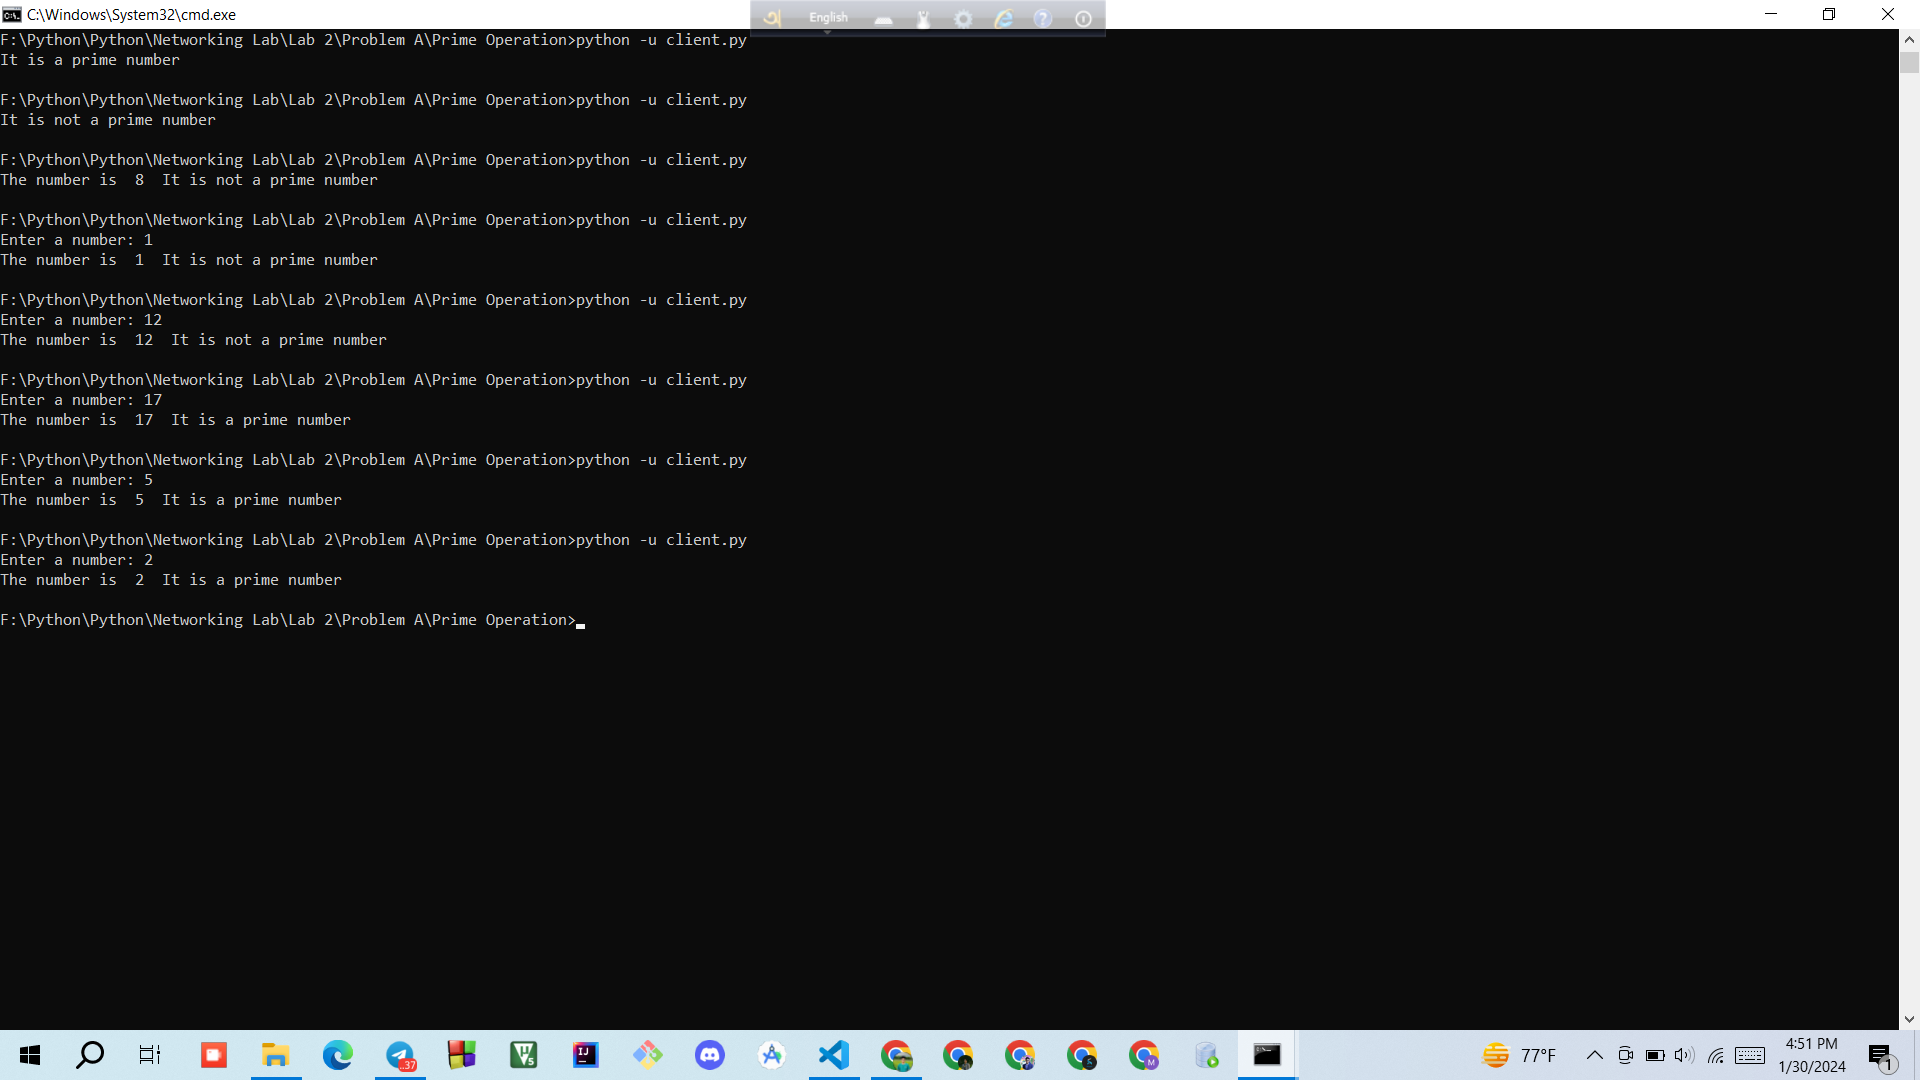 C:\Windows\System32\cmd.exe
English
F:\Python\Python\Networking Lab\Lab 2\Problem A\Prime Operation>python -u client.py
It is a prime number
F:\Python\Python\Networking Lab\Lab 2\Problem A\Prime Operation>python -u client.py
It is not a prime number
F:\Python\Python\Networking Lab\Lab 2\Problem A\Prime Operation>python -u client.py
The number is  8  It is not a prime number
F:\Python\Python\Networking Lab\Lab 2\Problem A\Prime Operation>python -u client.py
Enter a number: 1
The number is  1  It is not a prime number
F:\Python\Python\Networking Lab\Lab 2\Problem A\Prime Operation>python -u client.py
Enter a number: 12
The number is  12  It is not a prime number
F:\Python\Python\Networking Lab\Lab 2\Problem A\Prime Operation>python -u client.py
Enter a number: 17
The number is  17  It is a prime number
F:\Python\Python\Networking Lab\Lab 2\Problem A\Prime Operation>python -u client.py
Enter a number: 5
The number is  5  It is a prime number
F:\Python\Python\Networking Lab\Lab 2\Problem A\Prime Operation>python -u client.py
Enter a number: 2
The number is  2  It is a prime number
F:\Python\Python\Networking Lab\Lab 2\Problem A\Prime Operation>
77°F
4:51 PM
1/30/2024
1